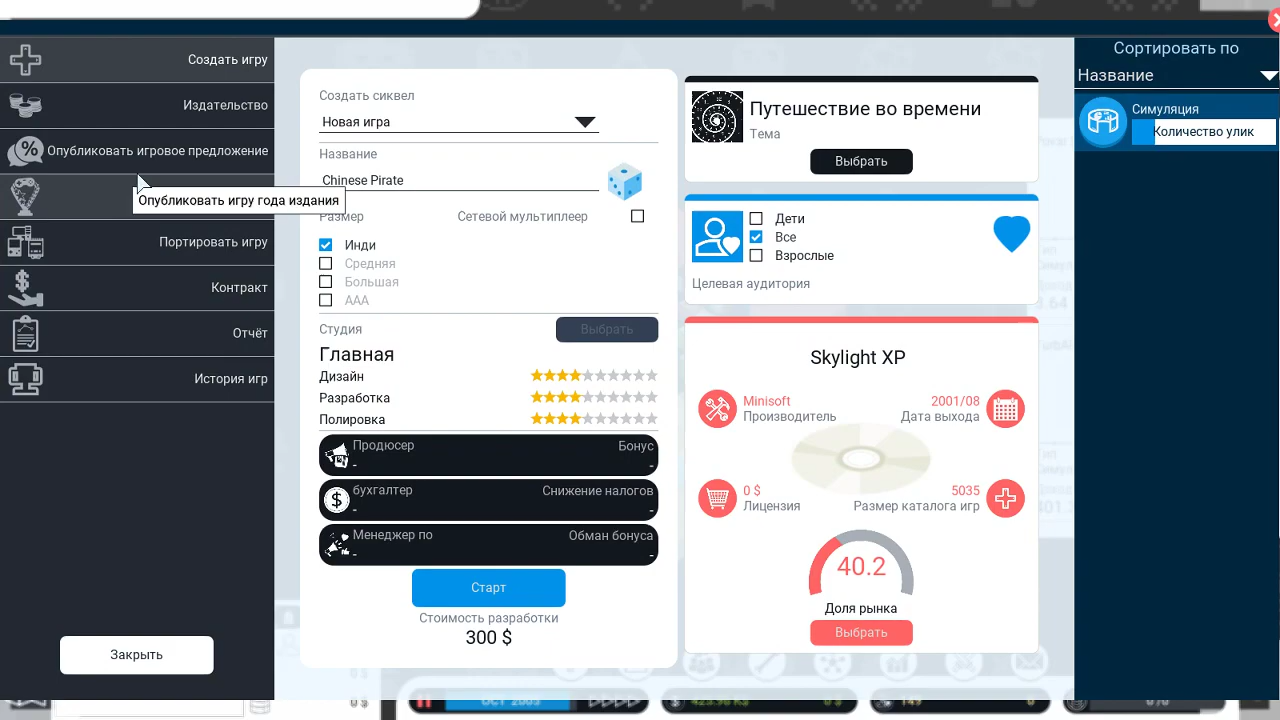 Создать игру
Издательство
Опубликовать игровое предложение
Опубликовать игру года издания
Портировать игру
Контракт
Отчёт
История игр
Закрыть
Создать сиквел
Новая игра
Название
Chinese Pirate
Размер
Сетевой мультиплеер
Инди
Средняя
Большая
AAA
Студия
Выбрать
Главная
Дизайн
Разработка
Полировка
Продюсер
Бонус
-
-
бухгалтер
Снижение налогов
-
-
Менеджер по
Обман бонуса
-
-
Старт
Стоимость разработки
300 $
Путешествие во времени
Тема
Выбрать
Дети
Все
Взрослые
Целевая аудитория
Skylight XP
Minisoft
Производитель
2001/08
Дата выхода
0 $
Лицензия
5035
Размер каталога игр
40.2
Доля рынка
Выбрать
Сортировать по
Название
Симуляция
Количество улик